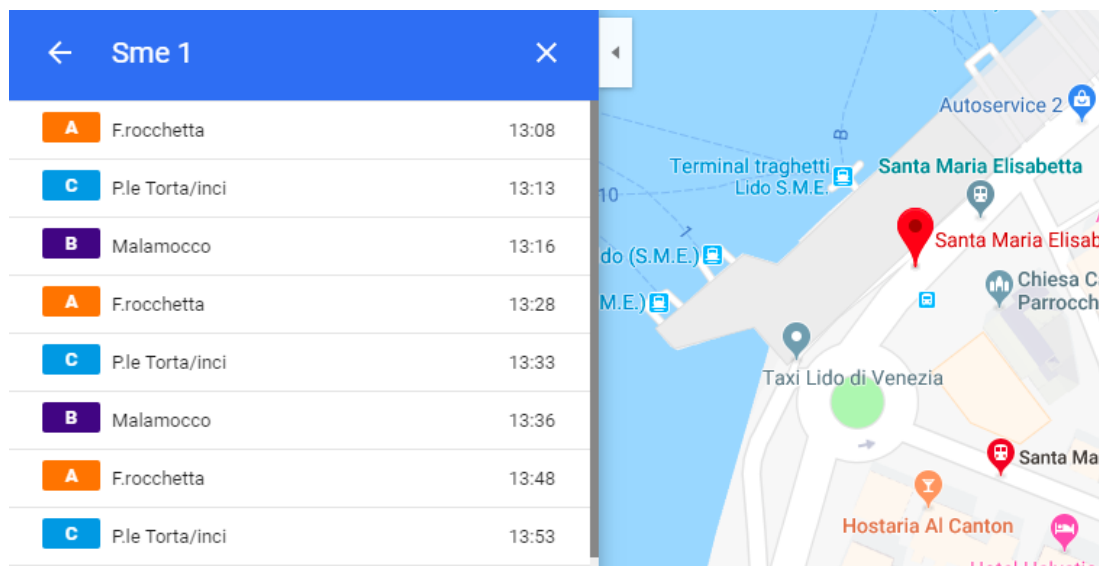 Sme 1
A F.rocchetta 13:08
C P.le Torta/inci 13:13
B Malamocco 13:16
A F.rocchetta 13:28
C P.le Torta/inci 13:33
B Malamocco 13:36
A F.rocchetta 13:48
C P.le Torta/inci 13:53
Autoservice 2
B
Terminal traghetti
Lido S.M.E.
Santa Maria Elisabetta
10
1
Santa Maria Elisab
do (S.M.E.)
M.E.)
Chiesa C
Parrocch
Taxi Lido di Venezia
Santa Ma
Hostaria Al Canton